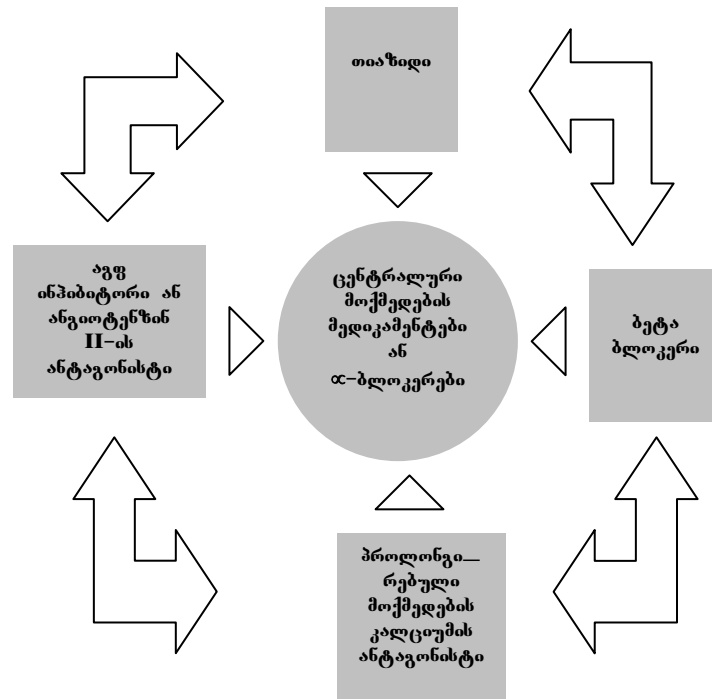 თიაზიდი
აგფ
ინჰიბიტორი ან
ანგიოტენზინ
II-ის
ანტაგონისტი
ცენტრალური
მოქმედების
მედიკამენტები
ან
∝-ბლოკერები
ბეტა
ბლოკერი
პროლონგი—
რებული
მოქმედების
კალციუმის
ანტაგონისტი